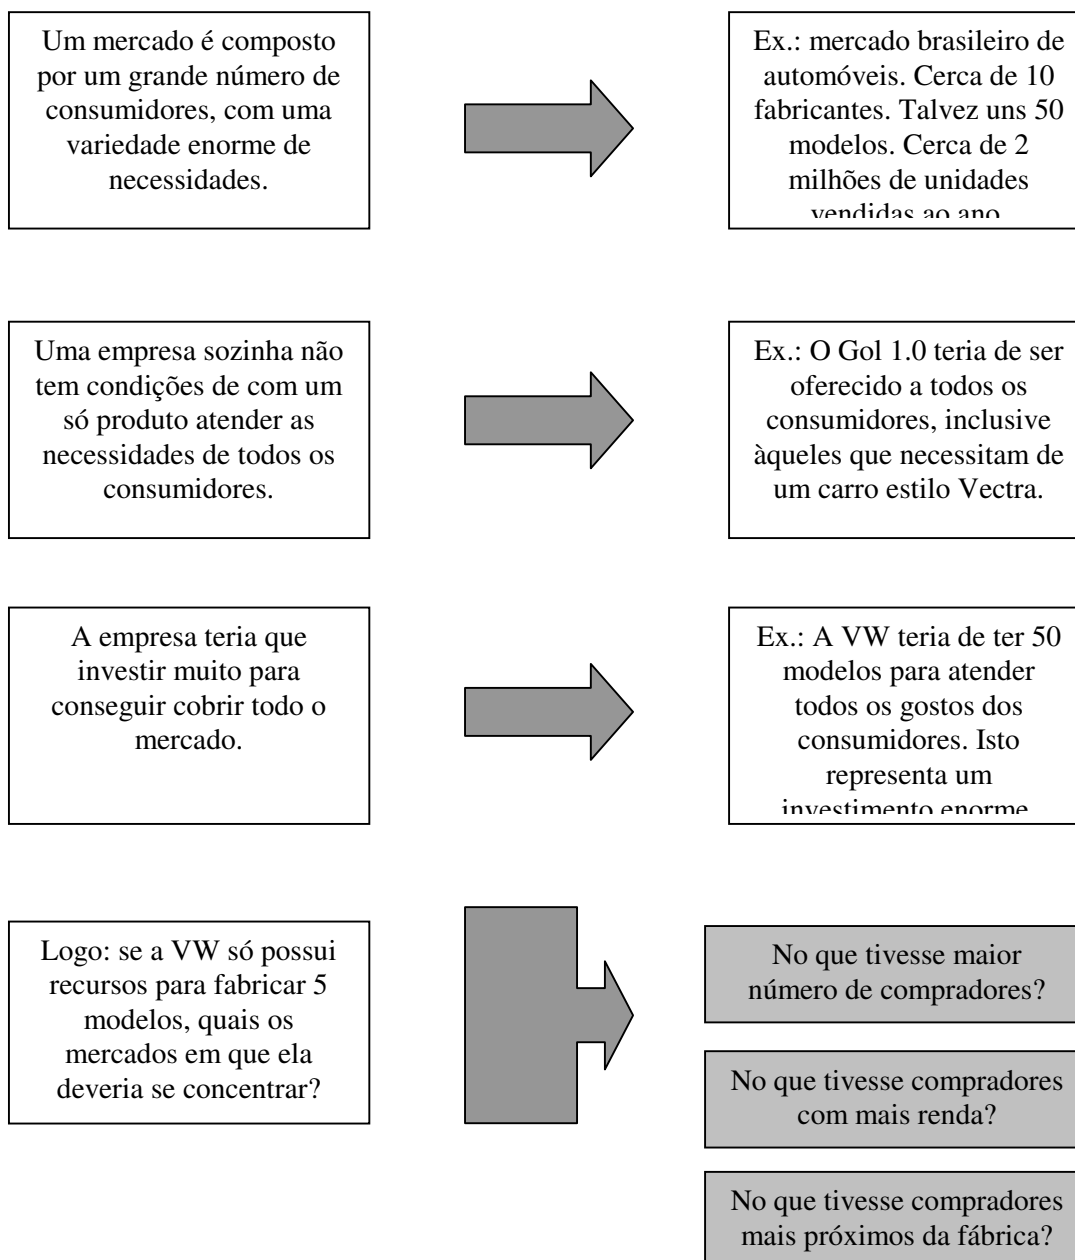 Um mercado é composto
por um grande número de
consumidores, com uma
variedade enorme de
necessidades.
Ex.: mercado brasileiro de
automóveis. Cerca de 10
fabricantes. Talvez uns 50
modelos. Cerca de 2
milhões de unidades
vendidas ao ano
Uma empresa sozinha não
tem condições de com um
só produto atender as
necessidades de todos os
consumidores.
Ex.: O Gol 1.0 teria de ser
oferecido a todos os
consumidores, inclusive
àqueles que necessitam de
um carro estilo Vectra.
A empresa teria que
investir muito para
conseguir cobrir todo o
mercado.
Ex.: A VW teria de ter 50
modelos para atender
todos os gostos dos
consumidores. Isto
representa um
investimento enorme
Logo: se a VW só possui
recursos para fabricar 5
modelos, quais os
mercados em que ela
deveria se concentrar?
No que tivesse maior
número de compradores?
No que tivesse compradores
com mais renda?
No que tivesse compradores
mais próximos da fábrica?